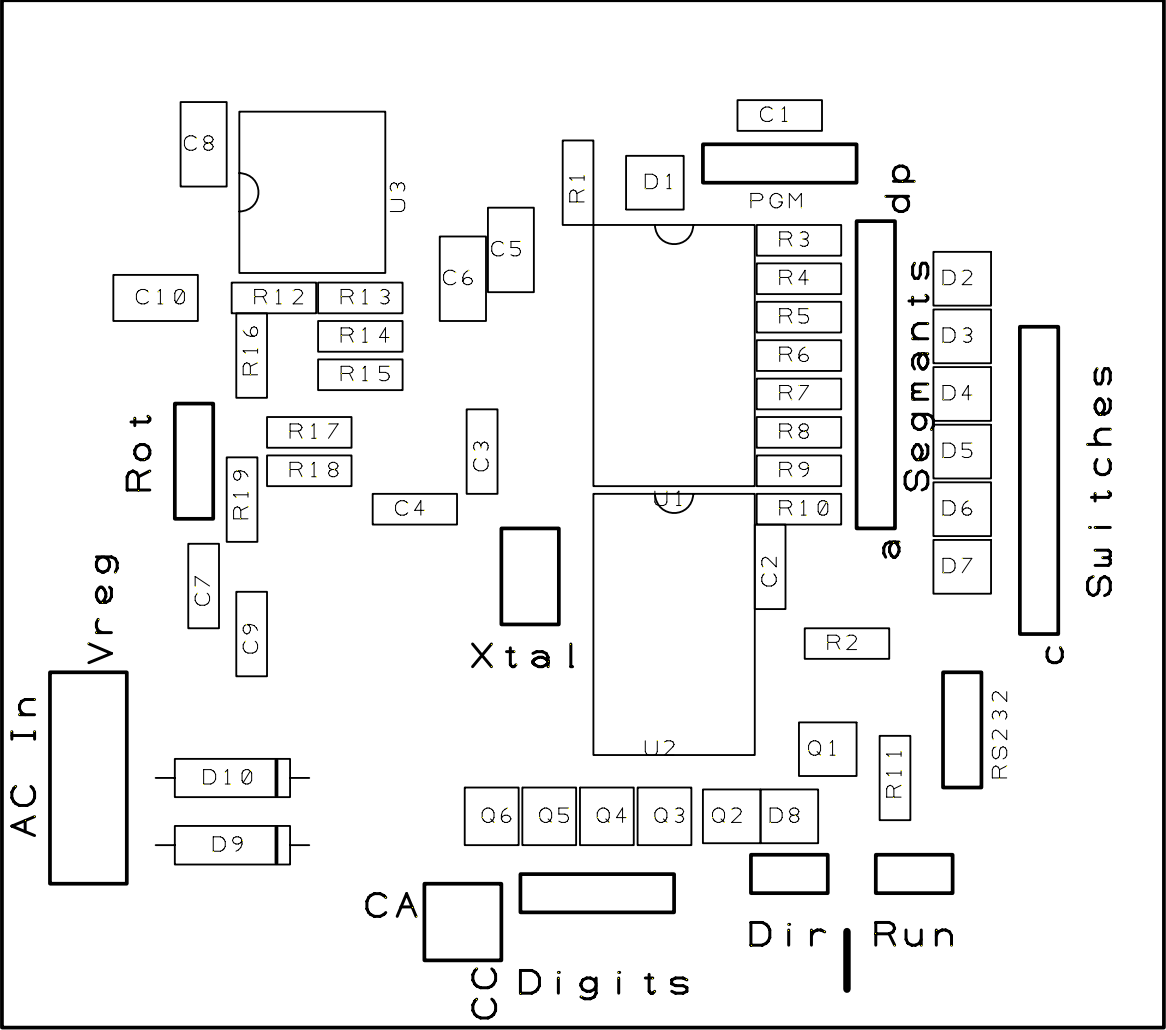 C1
C8
R1
D1
U3
PGM
dp
R3
C5
C6
R4
Segmants
D2
C10
R12
R13
R5
R14
R16
D3
R6
R15
R7
D4
Switches
Rot
R17
R8
C3
D5
R18
R9
R19
U1
C4
R10
D6
a
C2
D7
C7
Vreg
C9
R2
Xtal
c
AC In
RS232
U2
Q1
R11
D10
Q6
Q5
Q4
Q3
Q2
D8
D9
CA
Dir
Run
CC
Digits